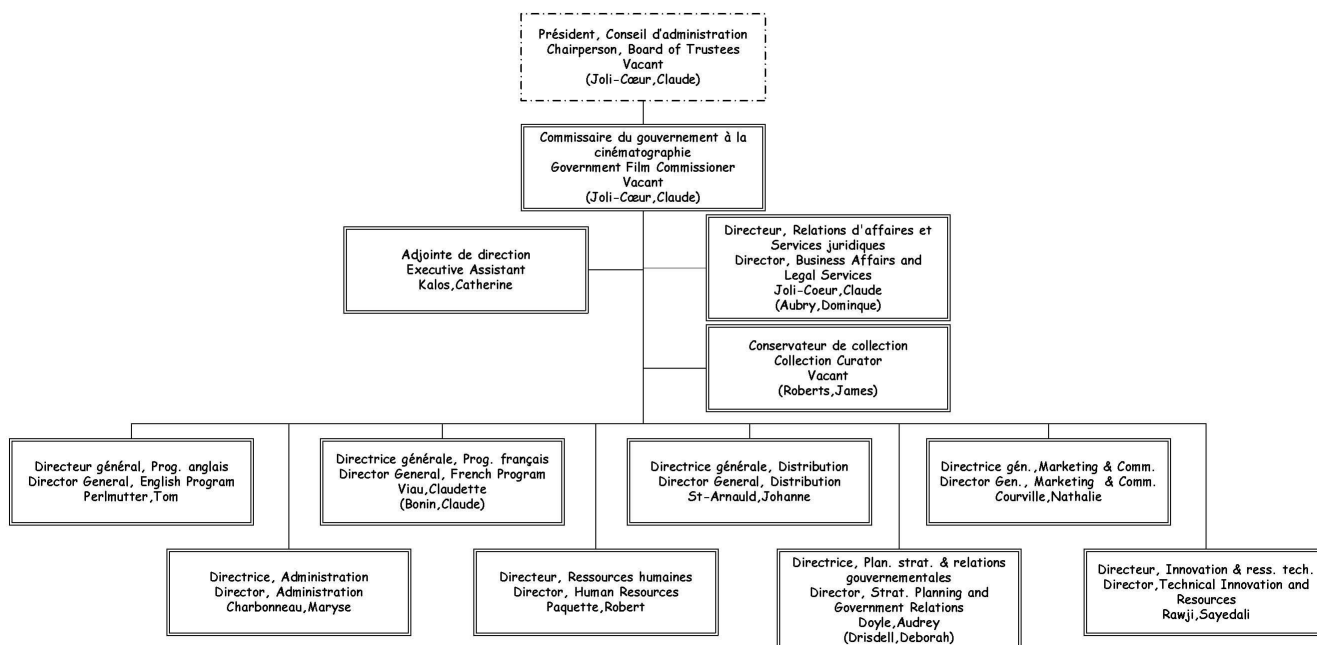 Président, Conseil d'administration
Chairperson, Board of Trustees
Vacant
(Joli-Cœur,Claude)
Commissaire du gouvernement à la
cinématographie
Government Film Commissioner
Vacant
(Joli-Cœur,Claude)
Adjointe de direction
Executive Assistant
Kalos,Catherine
Directeur, Relations d'affaires et
Services juridiques
Director, Business Affairs and
Legal Services
Joli-Coeur,Claude
(Aubry,Dominque)
Conservateur de collection
Collection Curator
Vacant
(Roberts,James)
Directeur général, Prog. anglais
Director General, English Program
Perlmutter,Tom
Directrice générale, Prog. français
Director General, French Program
Viau,Claudette
(Bonin,Claude)
Directrice générale, Distribution
Director General, Distribution
St-Arnauld,Johanne
Directrice gén.,Marketing & Comm.
Director Gen., Marketing & Comm.
Courville,Nathalie
Directrice, Administration
Director, Administration
Charbonneau,Maryse
Directeur, Ressources humaines
Director, Human Resources
Paquette,Robert
Directrice, Plan. strat. & relations
gouvernementales
Director, Strat. Planning and
Government Relations
Doyle,Audrey
(Drisdell,Deborah)
Directeur, Innovation & ress. tech.
Director,Technical Innovation and
Resources
Rawji,Sayedali